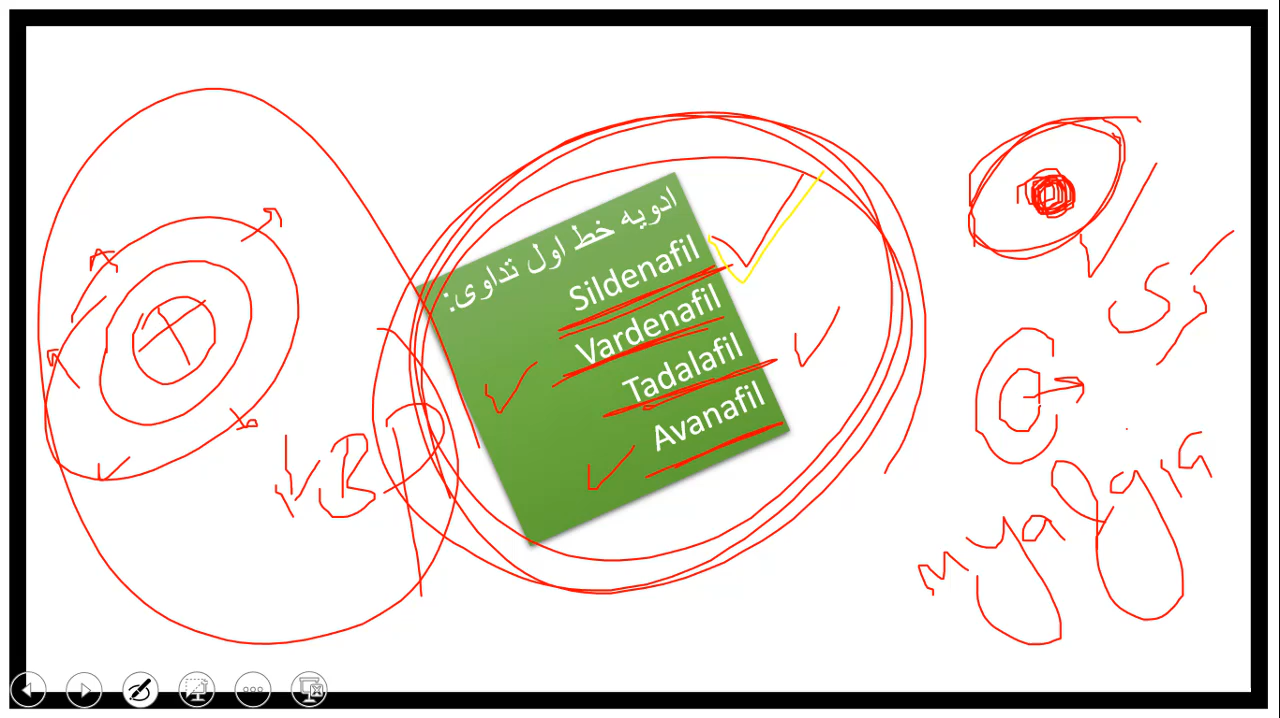 ادویه خط اول تداوی:
Sildenafil
Vardenafil
Tadalafil
Avanafil
↓BP
myalgia